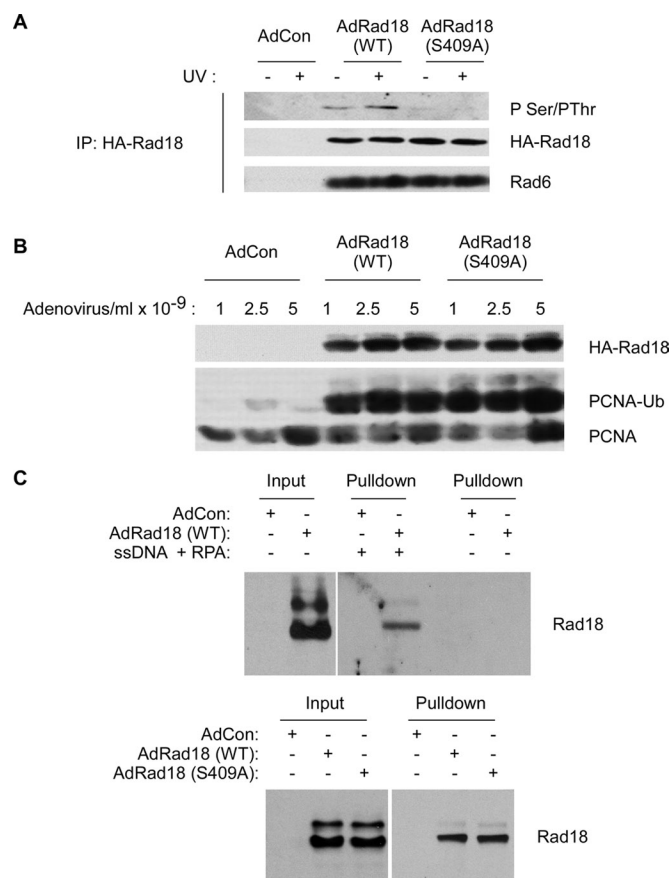 A
AdCon AdRad18 (WT) AdRad18 (S409A)
UV : - + - + - +
P Ser/PThr
IP: HA-Rad18
HA-Rad18
Rad6
B
AdCon AdRad18 (WT) AdRad18 (S409A)
Adenovirus/ml x 10-9 : 1 2.5 5 1 2.5 5 1 2.5 5
HA-Rad18
PCNA-Ub
PCNA
C
Input Pulldown Pulldown
AdCon: + - + - + -
AdRad18 (WT): - + - + - +
ssDNA + RPA: - - + + - -
Rad18
Input Pulldown
AdCon: + - - + - -
AdRad18 (WT): - + - - + -
AdRad18 (S409A): - - + - - +
Rad18